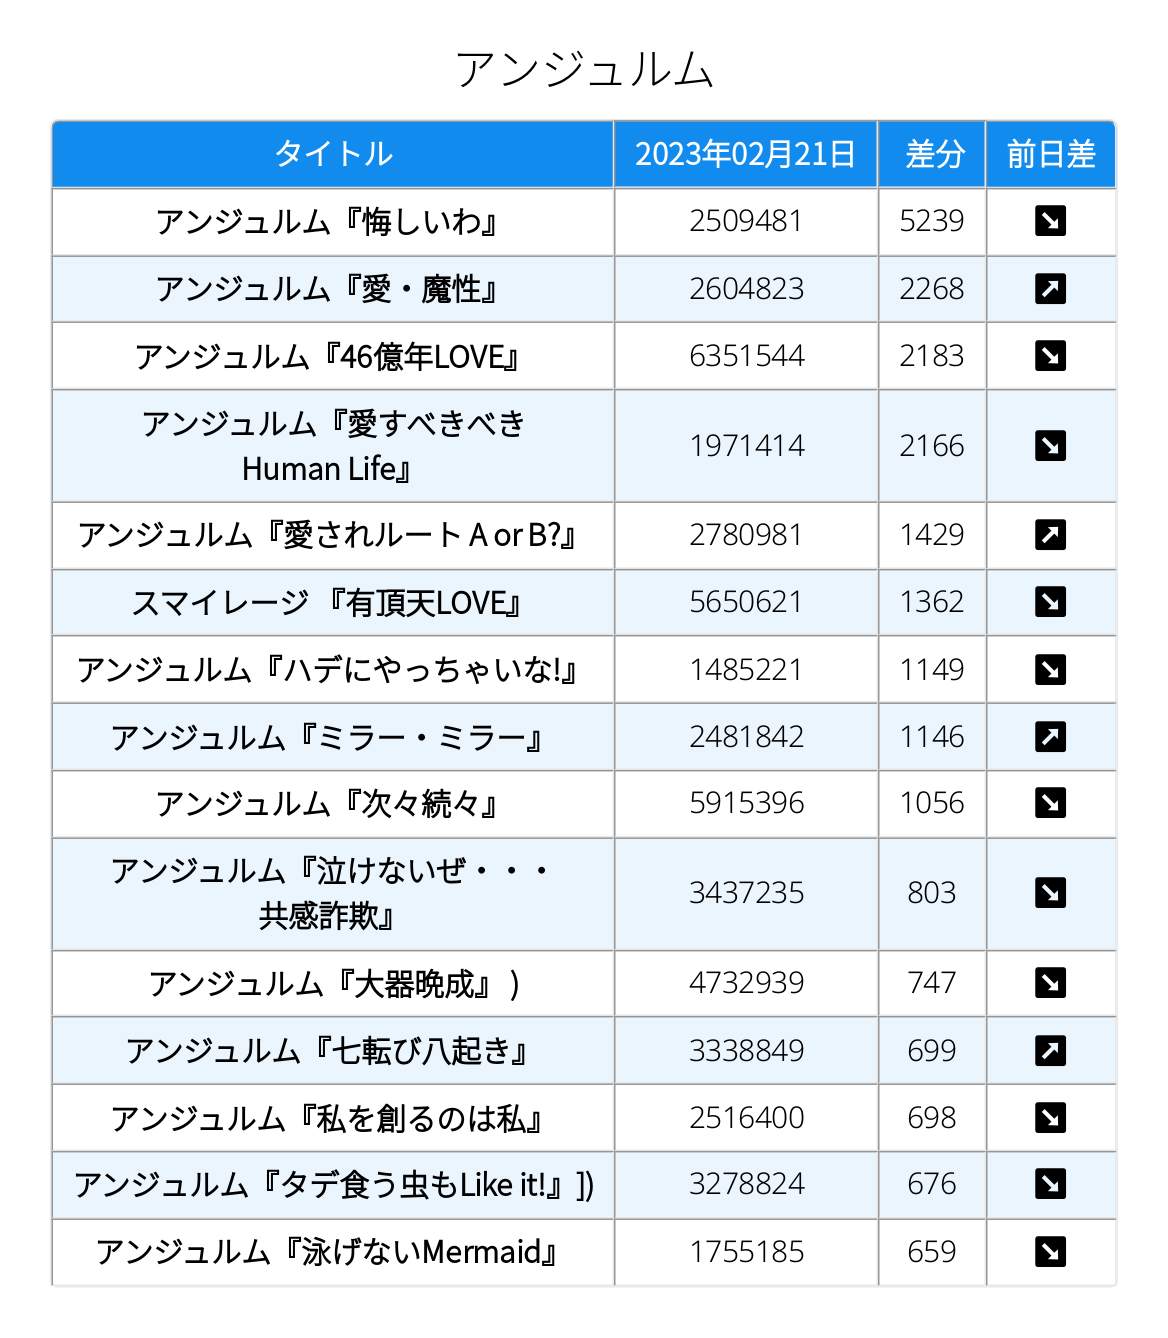 アンジュルム
タイトル 2023年02月21日 差分 前日差
アンジュルム『悔しいわ』 2509481 5239 ↘
アンジュルム『愛・魔性』 2604823 2268 ↗
アンジュルム『46億年LOVE』 6351544 2183 ↘
アンジュルム『愛すべきべき
Human Life』 1971414 2166 ↘
アンジュルム『愛されルート A or B?』 2780981 1429 ↗
スマイレージ 『有頂天LOVE』 5650621 1362 ↘
アンジュルム『ハデにやっちゃいな!』 1485221 1149 ↘
アンジュルム『ミラー・ミラー』 2481842 1146 ↗
アンジュルム『次々続々』 5915396 1056 ↘
アンジュルム『泣けないぜ・・・
共感詐欺』 3437235 803 ↘
アンジュルム『大器晩成』 ) 4732939 747 ↘
アンジュルム『七転び八起き』 3338849 699 ↗
アンジュルム『私を創るのは私』 2516400 698 ↘
アンジュルム『タデ食う虫もLike it!』]) 3278824 676 ↘
アンジュルム『泳げないMermaid』 1755185 659 ↘